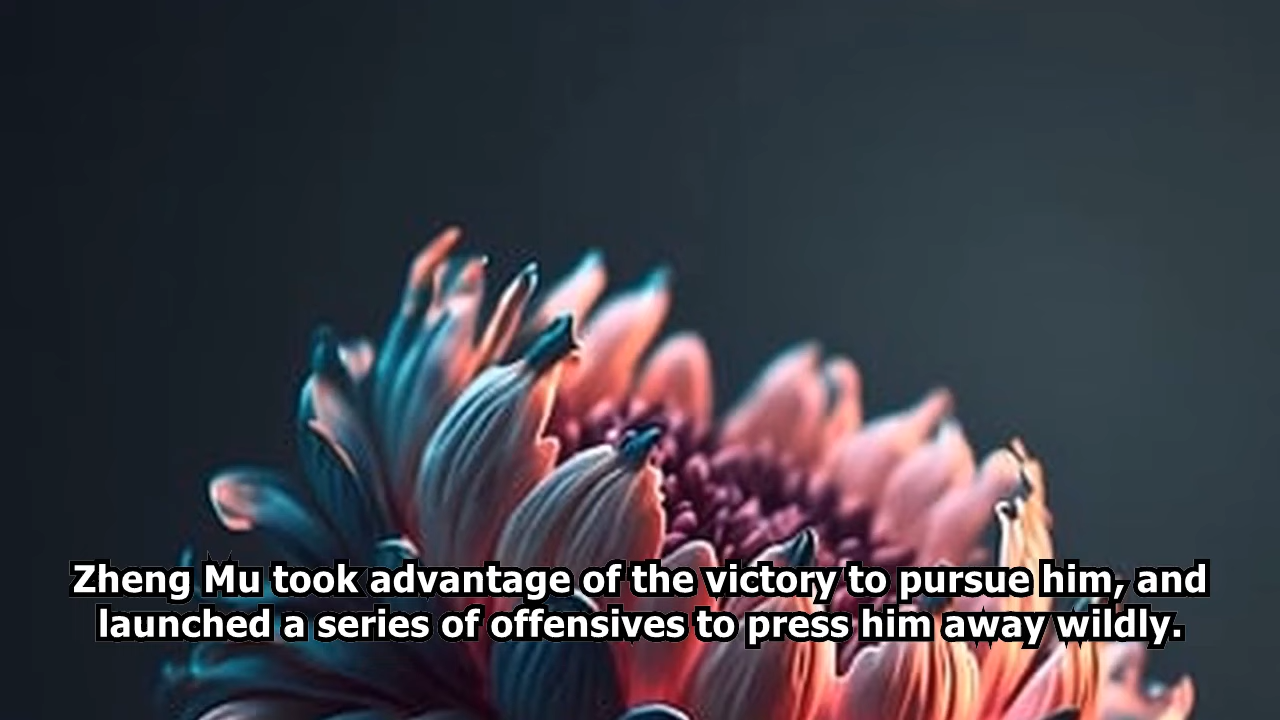 Zheng Mu took advantage of the victory to pursue him, and
launched a series of offensives to press him away wildly.